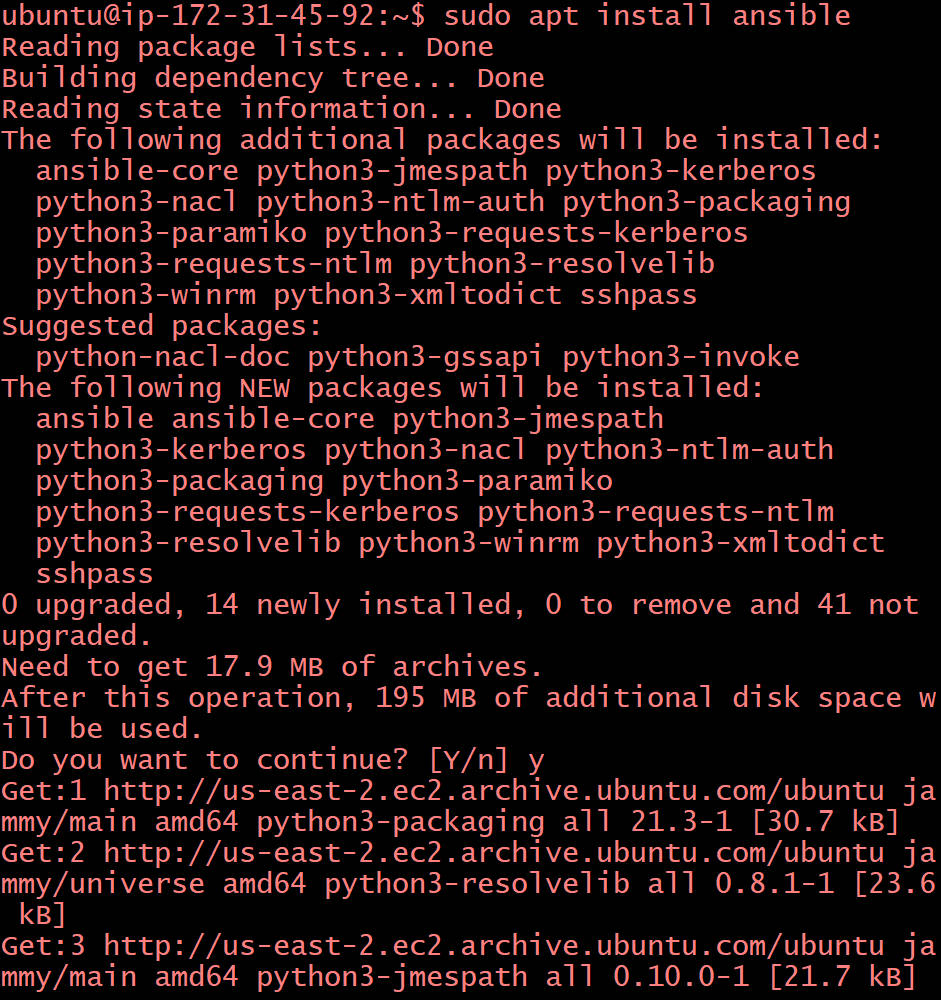 ubuntu@ip-172-31-45-92:~$ sudo apt install ansible
Reading package lists... Done
Building dependency tree... Done
Reading state information... Done
The following additional packages will be installed:
  ansible-core python3-jmespath python3-kerberos
  python3-nacl python3-ntlm-auth python3-packaging
  python3-paramiko python3-requests-kerberos
  python3-requests-ntlm python3-resolvelib
  python3-winrm python3-xmltodict sshpass
Suggested packages:
  python-nacl-doc python3-gssapi python3-invoke
The following NEW packages will be installed:
  ansible ansible-core python3-jmespath
  python3-kerberos python3-nacl python3-ntlm-auth
  python3-packaging python3-paramiko
  python3-requests-kerberos python3-requests-ntlm
  python3-resolvelib python3-winrm python3-xmltodict
  sshpass
0 upgraded, 14 newly installed, 0 to remove and 41 not
upgraded.
Need to get 17.9 MB of archives.
After this operation, 195 MB of additional disk space w
ill be used.
Do you want to continue? [Y/n] y
Get:1 http://us-east-2.ec2.archive.ubuntu.com/ubuntu ja
mmy/main amd64 python3-packaging all 21.3-1 [30.7 kB]
Get:2 http://us-east-2.ec2.archive.ubuntu.com/ubuntu ja
mmy/universe amd64 python3-resolvelib all 0.8.1-1 [23.6
 kB]
Get:3 http://us-east-2.ec2.archive.ubuntu.com/ubuntu ja
mmy/main amd64 python3-jmespath all 0.10.0-1 [21.7 kB]